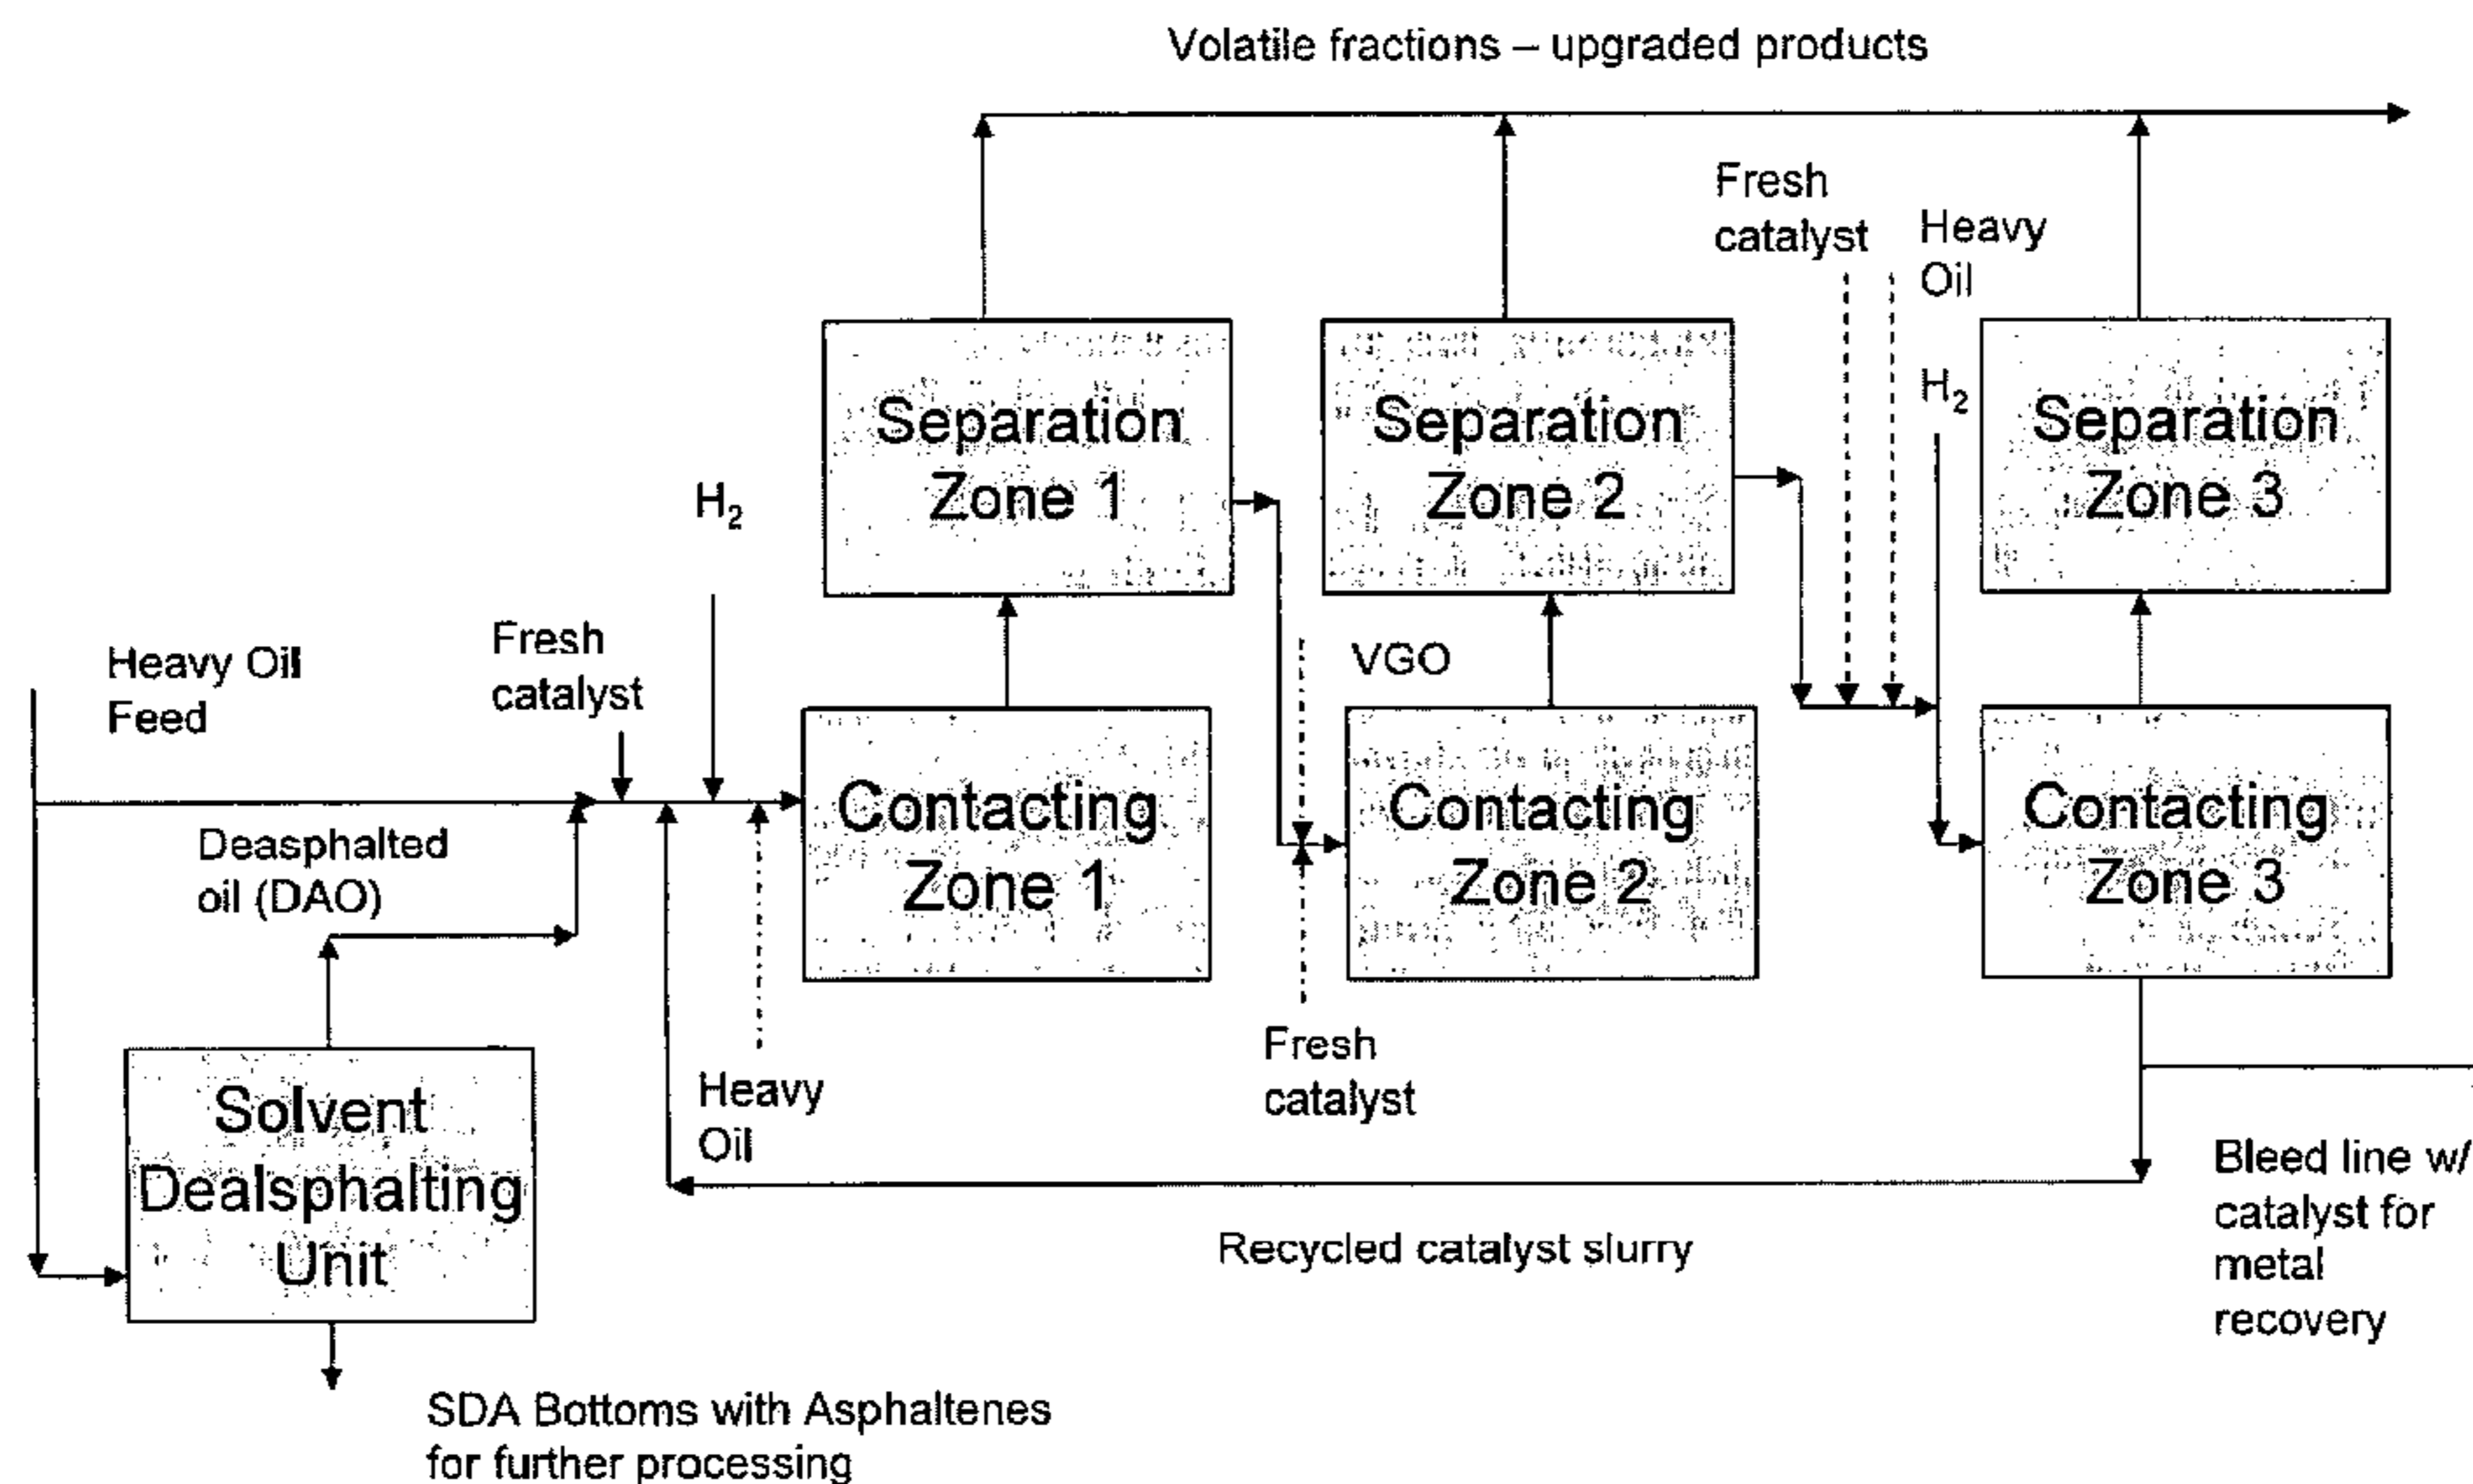 Volatile fractions – upgraded products
Fresh
catalyst
Heavy
Oil
H₂
Separation
Zone 1
Separation
Zone 2
Separation
Zone 3
H₂
Fresh
catalyst
Heavy Oil
Feed
VGO
Contacting
Zone 1
Contacting
Zone 2
Contacting
Zone 3
Deasphalted
oil (DAO)
Heavy
Oil
Fresh
catalyst
Solvent
Dealsphalting
Unit
Bleed line w/
catalyst for
metal
recovery
Recycled catalyst slurry
SDA Bottoms with Asphaltenes
for further processing